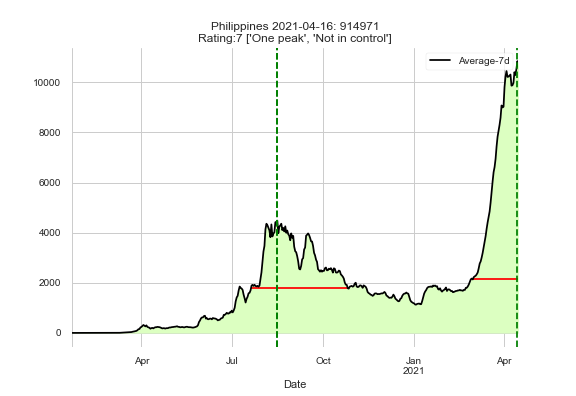 Philippines 2021-04-16: 914971
Rating:7 ['One peak', 'Not in control']
Average-7d
10000
8000
6000
4000
2000
0
Apr
Jul
Oct
Jan
2021
Apr
Date